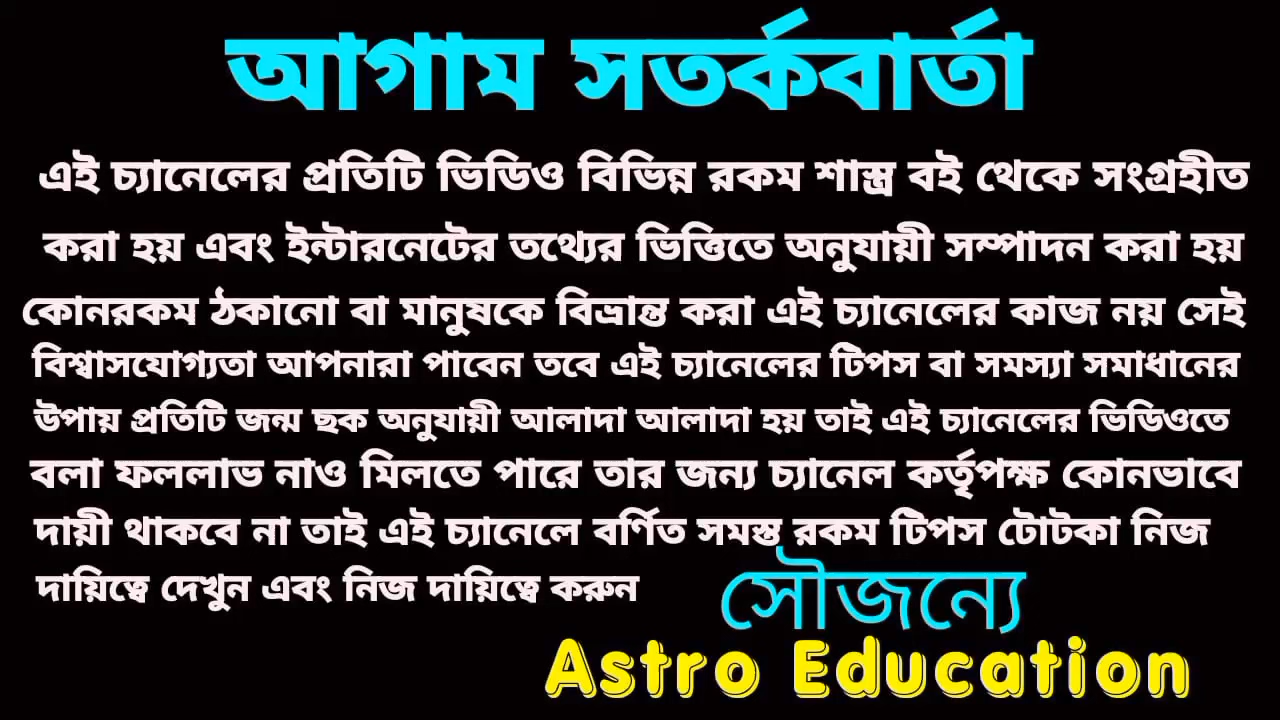 আগাম সতর্কবার্তা
এই চ্যানেলের প্রতিটি ভিডিও বিভিন্ন রকম শাস্ত্র বই থেকে সংগ্রহীত
করা হয় এবং ইন্টারনেটের তথ্যের ভিত্তিতে অনুযায়ী সম্পাদন করা হয়
কোনরকম ঠকানো বা মানুষকে বিভ্রান্ত করা এই চ্যানেলের কাজ নয় সেই
বিশ্বাসযোগ্যতা আপনারা পাবেন তবে এই চ্যানেলের টিপস বা সমস্যা সমাধানের
উপায় প্রতিটি জন্ম ছক অনুযায়ী আলাদা আলাদা হয় তাই এই চ্যানেলের ভিডিওতে
বলা ফললাভ নাও মিলতে পারে তার জন্য চ্যানেল কর্তৃপক্ষ কোনভাবে
দায়ী থাকবে না তাই এই চ্যানেলে বর্ণিত সমস্ত রকম টিপস টোটকা নিজ
দায়িত্বে দেখুন এবং নিজ দায়িত্বে করুন
সৌজন্যে
Astro Education